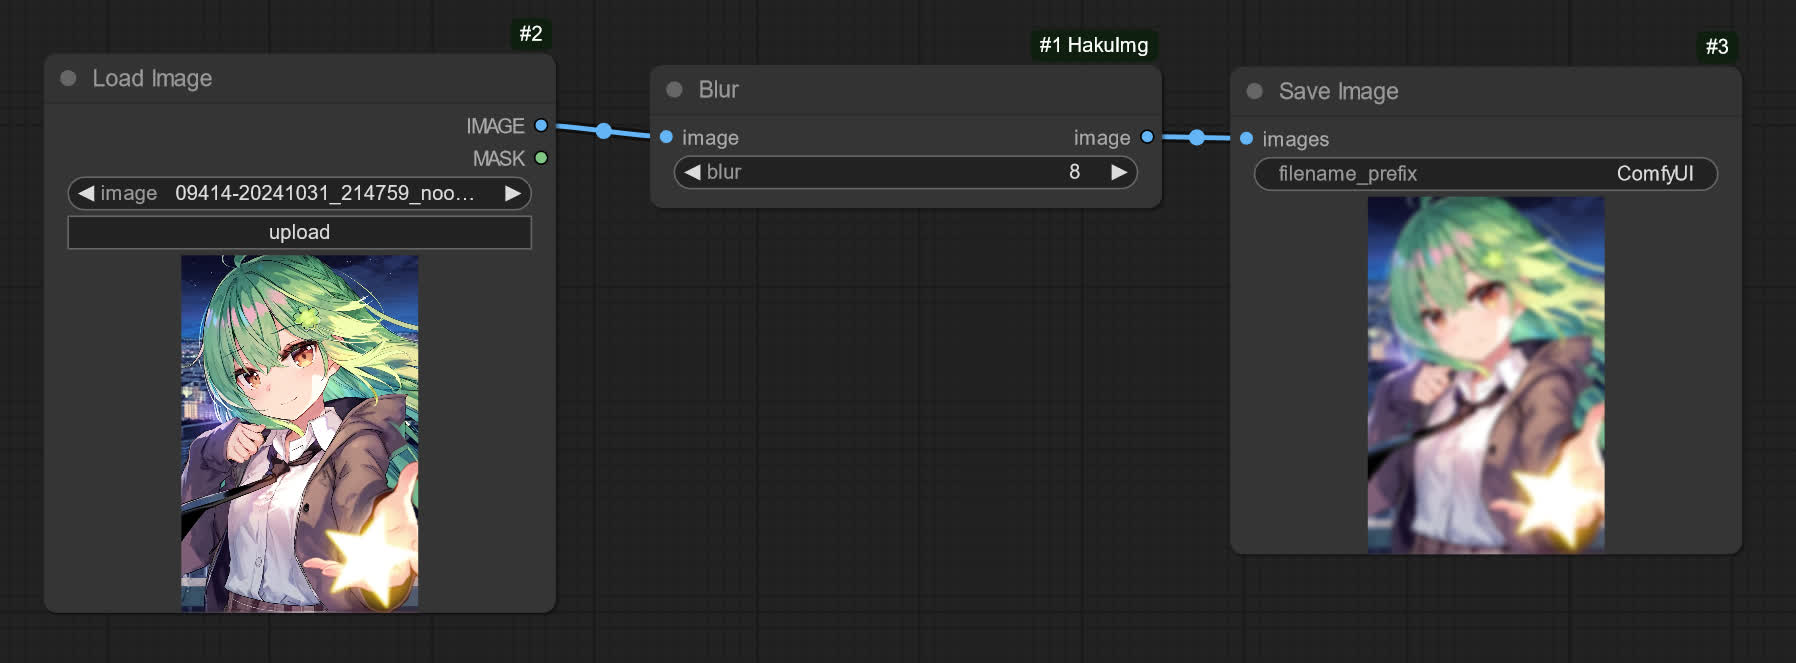 #2
Load Image
IMAGE
MASK
image 09414-20241031_214759_noo...
upload
#1 HakuImg
Blur
image image
blur 8
#3
Save Image
images
filename_prefix ComfyUI